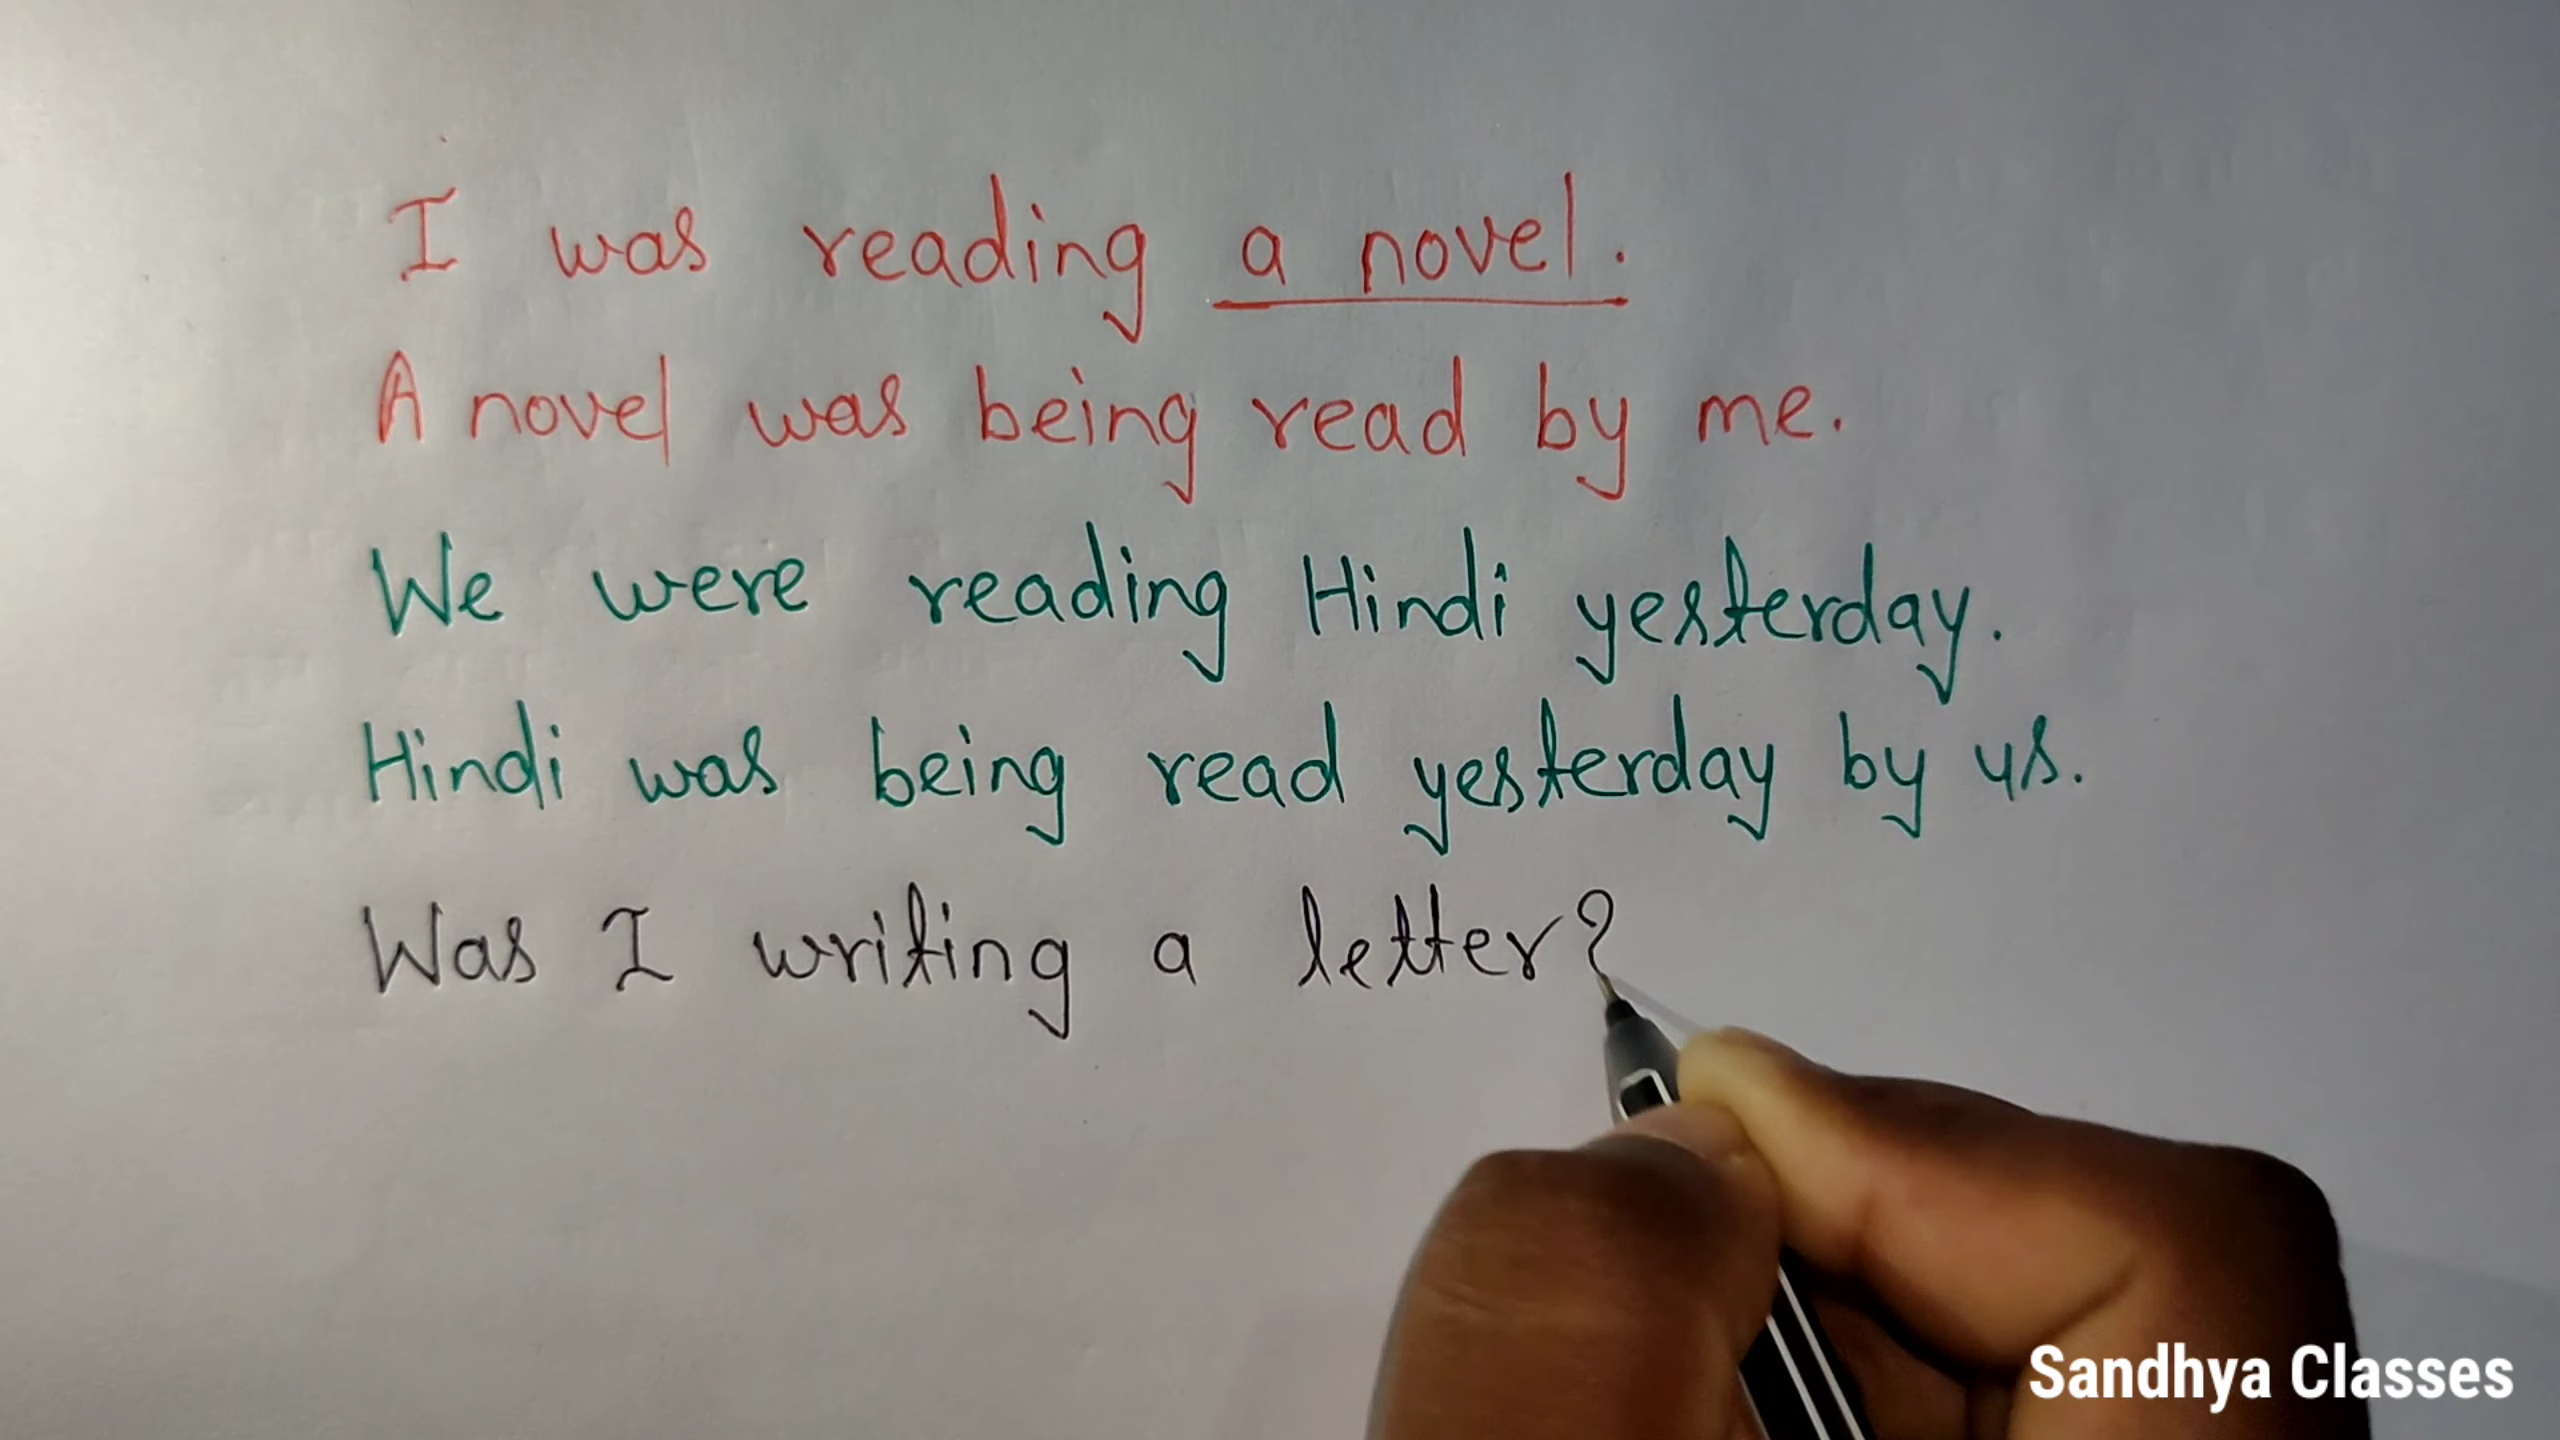 I was reading a novel.
A novel was being read by me.
We were reading Hindi yesterday.
Hindi was being read yesterday by us.
Was I writing a letter?
Sandhya Classes